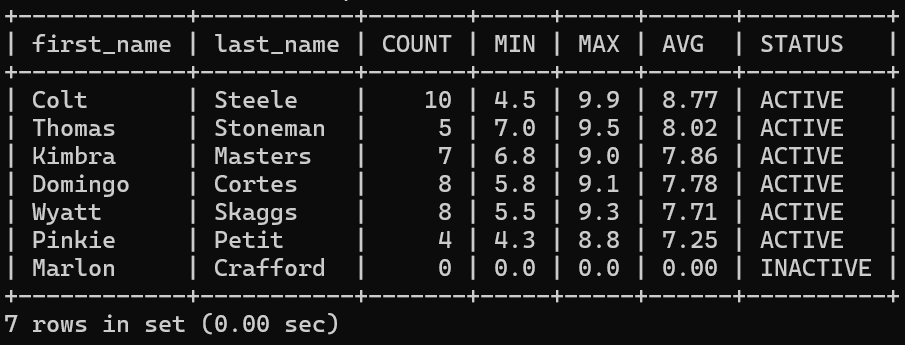 +------------+-----------+-------+-----+-----+------+----------+
| first_name | last_name | COUNT | MIN | MAX | AVG  | STATUS   |
+------------+-----------+-------+-----+-----+------+----------+
| Colt       | Steele    |    10 | 4.5 | 9.9 | 8.77 | ACTIVE   |
| Thomas     | Stoneman  |     5 | 7.0 | 9.5 | 8.02 | ACTIVE   |
| Kimbra     | Masters   |     7 | 6.8 | 9.0 | 7.86 | ACTIVE   |
| Domingo    | Cortes    |     8 | 5.8 | 9.1 | 7.78 | ACTIVE   |
| Wyatt      | Skaggs    |     8 | 5.5 | 9.3 | 7.71 | ACTIVE   |
| Pinkie     | Petit     |     4 | 4.3 | 8.8 | 7.25 | ACTIVE   |
| Marlon     | Crafford  |     0 | 0.0 | 0.0 | 0.00 | INACTIVE |
+------------+-----------+-------+-----+-----+------+----------+
7 rows in set (0.00 sec)